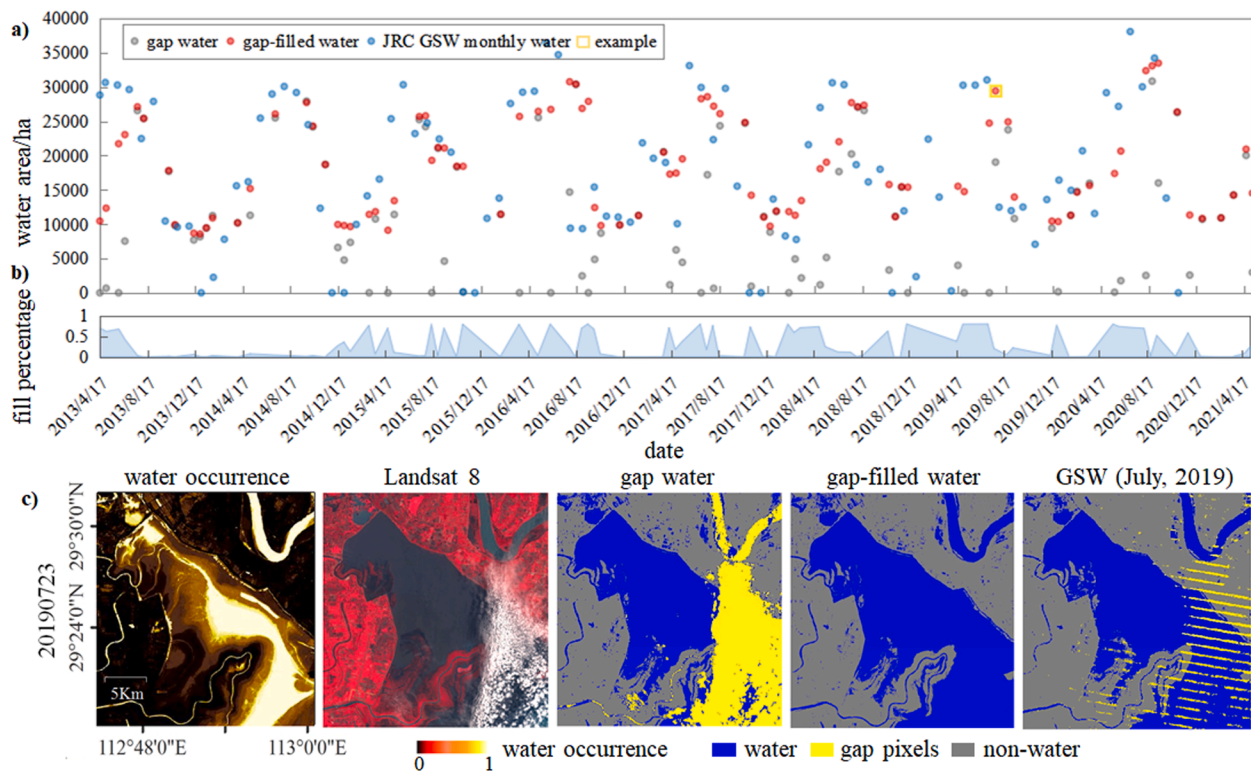 a)
water area/ha
40000
35000
30000
25000
20000
15000
10000
5000
0
gap water gap-filled water JRC GSW monthly water example
b)
fill percentage
1
0.5
0
2013/4/17 2013/8/17 2013/12/17 2014/4/17 2014/8/17 2014/12/17 2015/4/17 2015/8/17 2015/12/17 2016/4/17 2016/8/17 2016/12/17 2017/4/17 2017/8/17 2017/12/17 2018/4/17 2018/8/17 2018/12/17 2019/4/17 2019/8/17 2019/12/17 2020/4/17 2020/8/17 2020/12/17 2021/4/17
date
water occurrence Landsat 8 gap water gap-filled water GSW (July, 2019)
c)
20190723
29°30'0"N
29°24'0"N
5Km
112°48'0"E 113°0'0"E
water occurrence
0 1
water gap pixels non-water